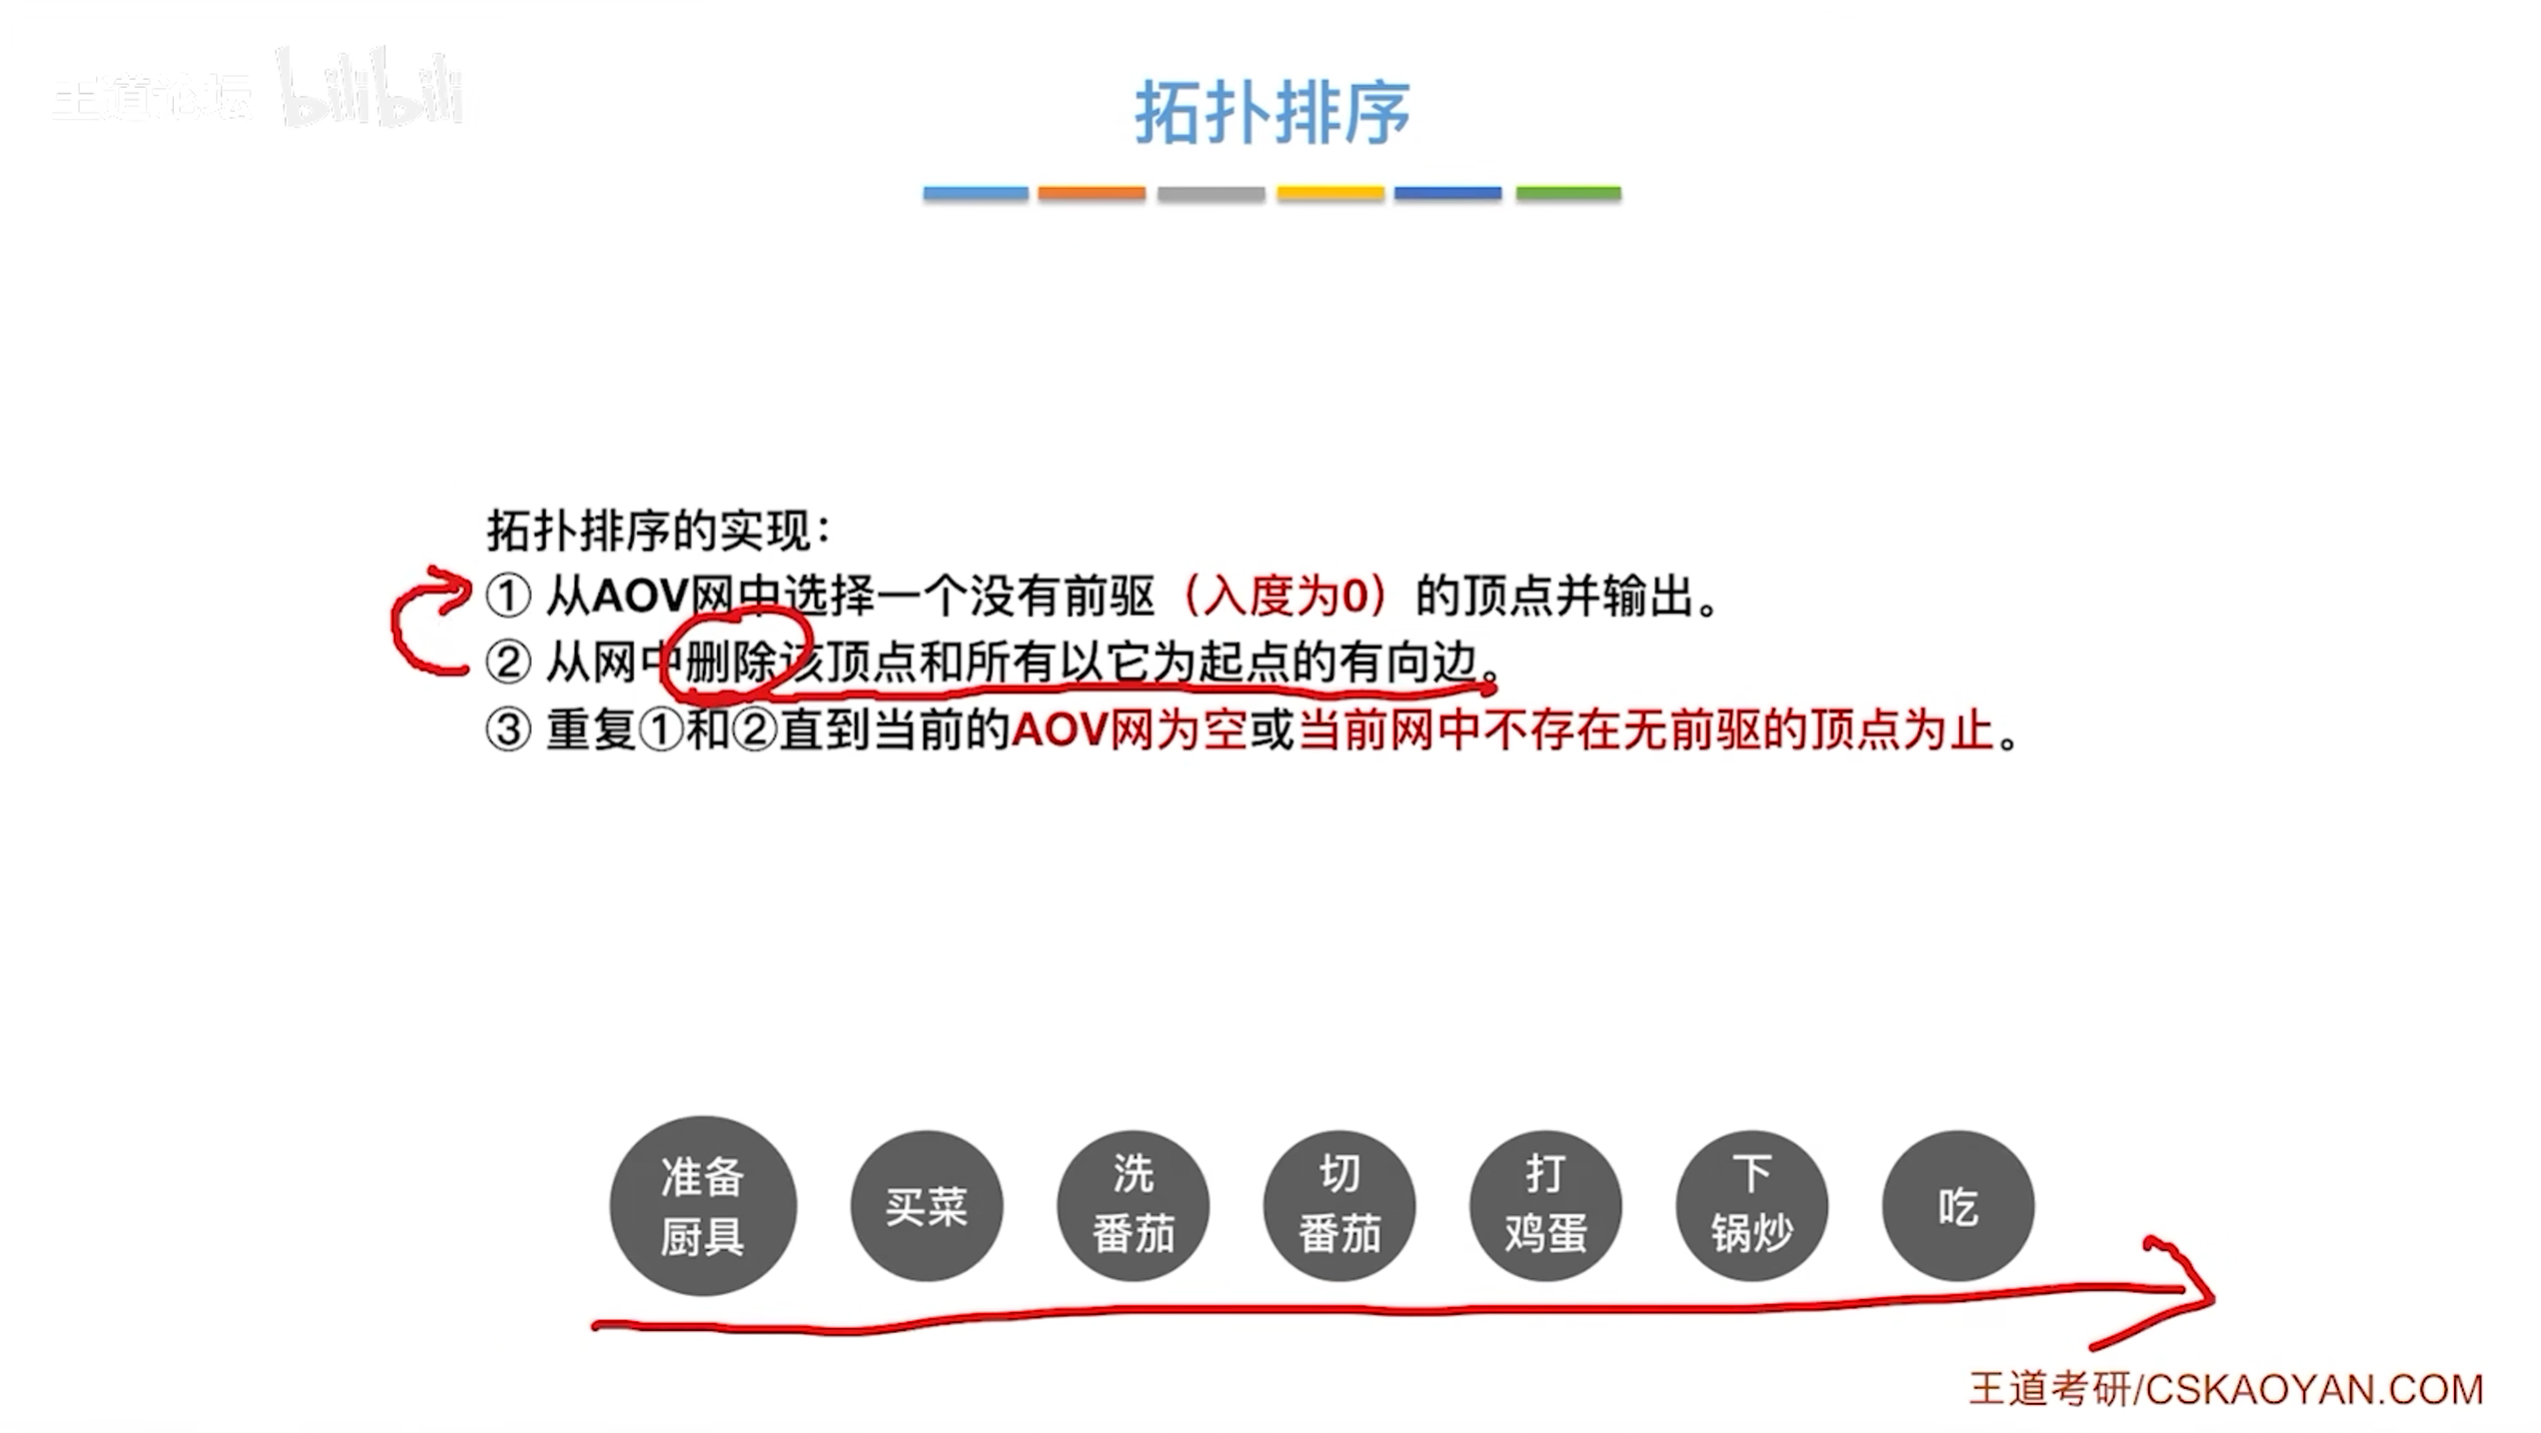 王道论坛 bilibili
拓扑排序
拓扑排序的实现：
① 从AOV网中选择一个没有前驱（入度为0）的顶点并输出。
② 从网中删除该顶点和所有以它为起点的有向边。
③ 重复①和②直到当前的AOV网为空或当前网中不存在无前驱的顶点为止。
准备
厨具
买菜
洗
番茄
切
番茄
打
鸡蛋
下
锅炒
吃
王道考研/CSKAOYAN.COM